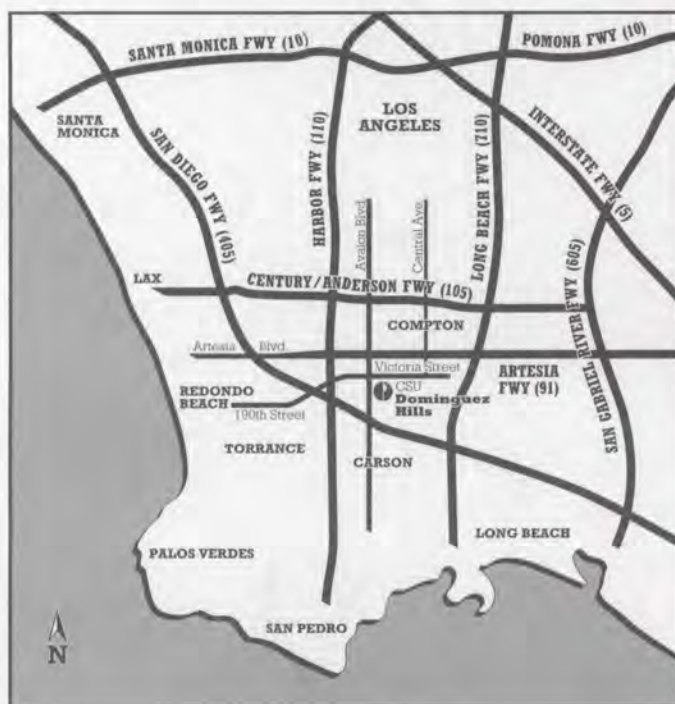 SANTA MONICA FWY (10)
POMONA FWY (10)
SANTA
MONICA
LOS
ANGELES
SAN DIEGO FWY (405)
HARBOR FWY (110)
LONG BEACH FWY (710)
INTERSTATE FWY (5)
Avalon Blvd.
Central Ave.
LAX
CENTURY/ANDERSON FWY (105)
SAN GABRIEL RIVER FWY (605)
COMPTON
Artesia Blvd.
Victoria Street
ARTESIA
FWY (91)
REDONDO
BEACH
190th Street
CSU
Dominguez
Hills
TORRANCE
CARSON
LONG BEACH
PALOS VERDES
SAN PEDRO
N